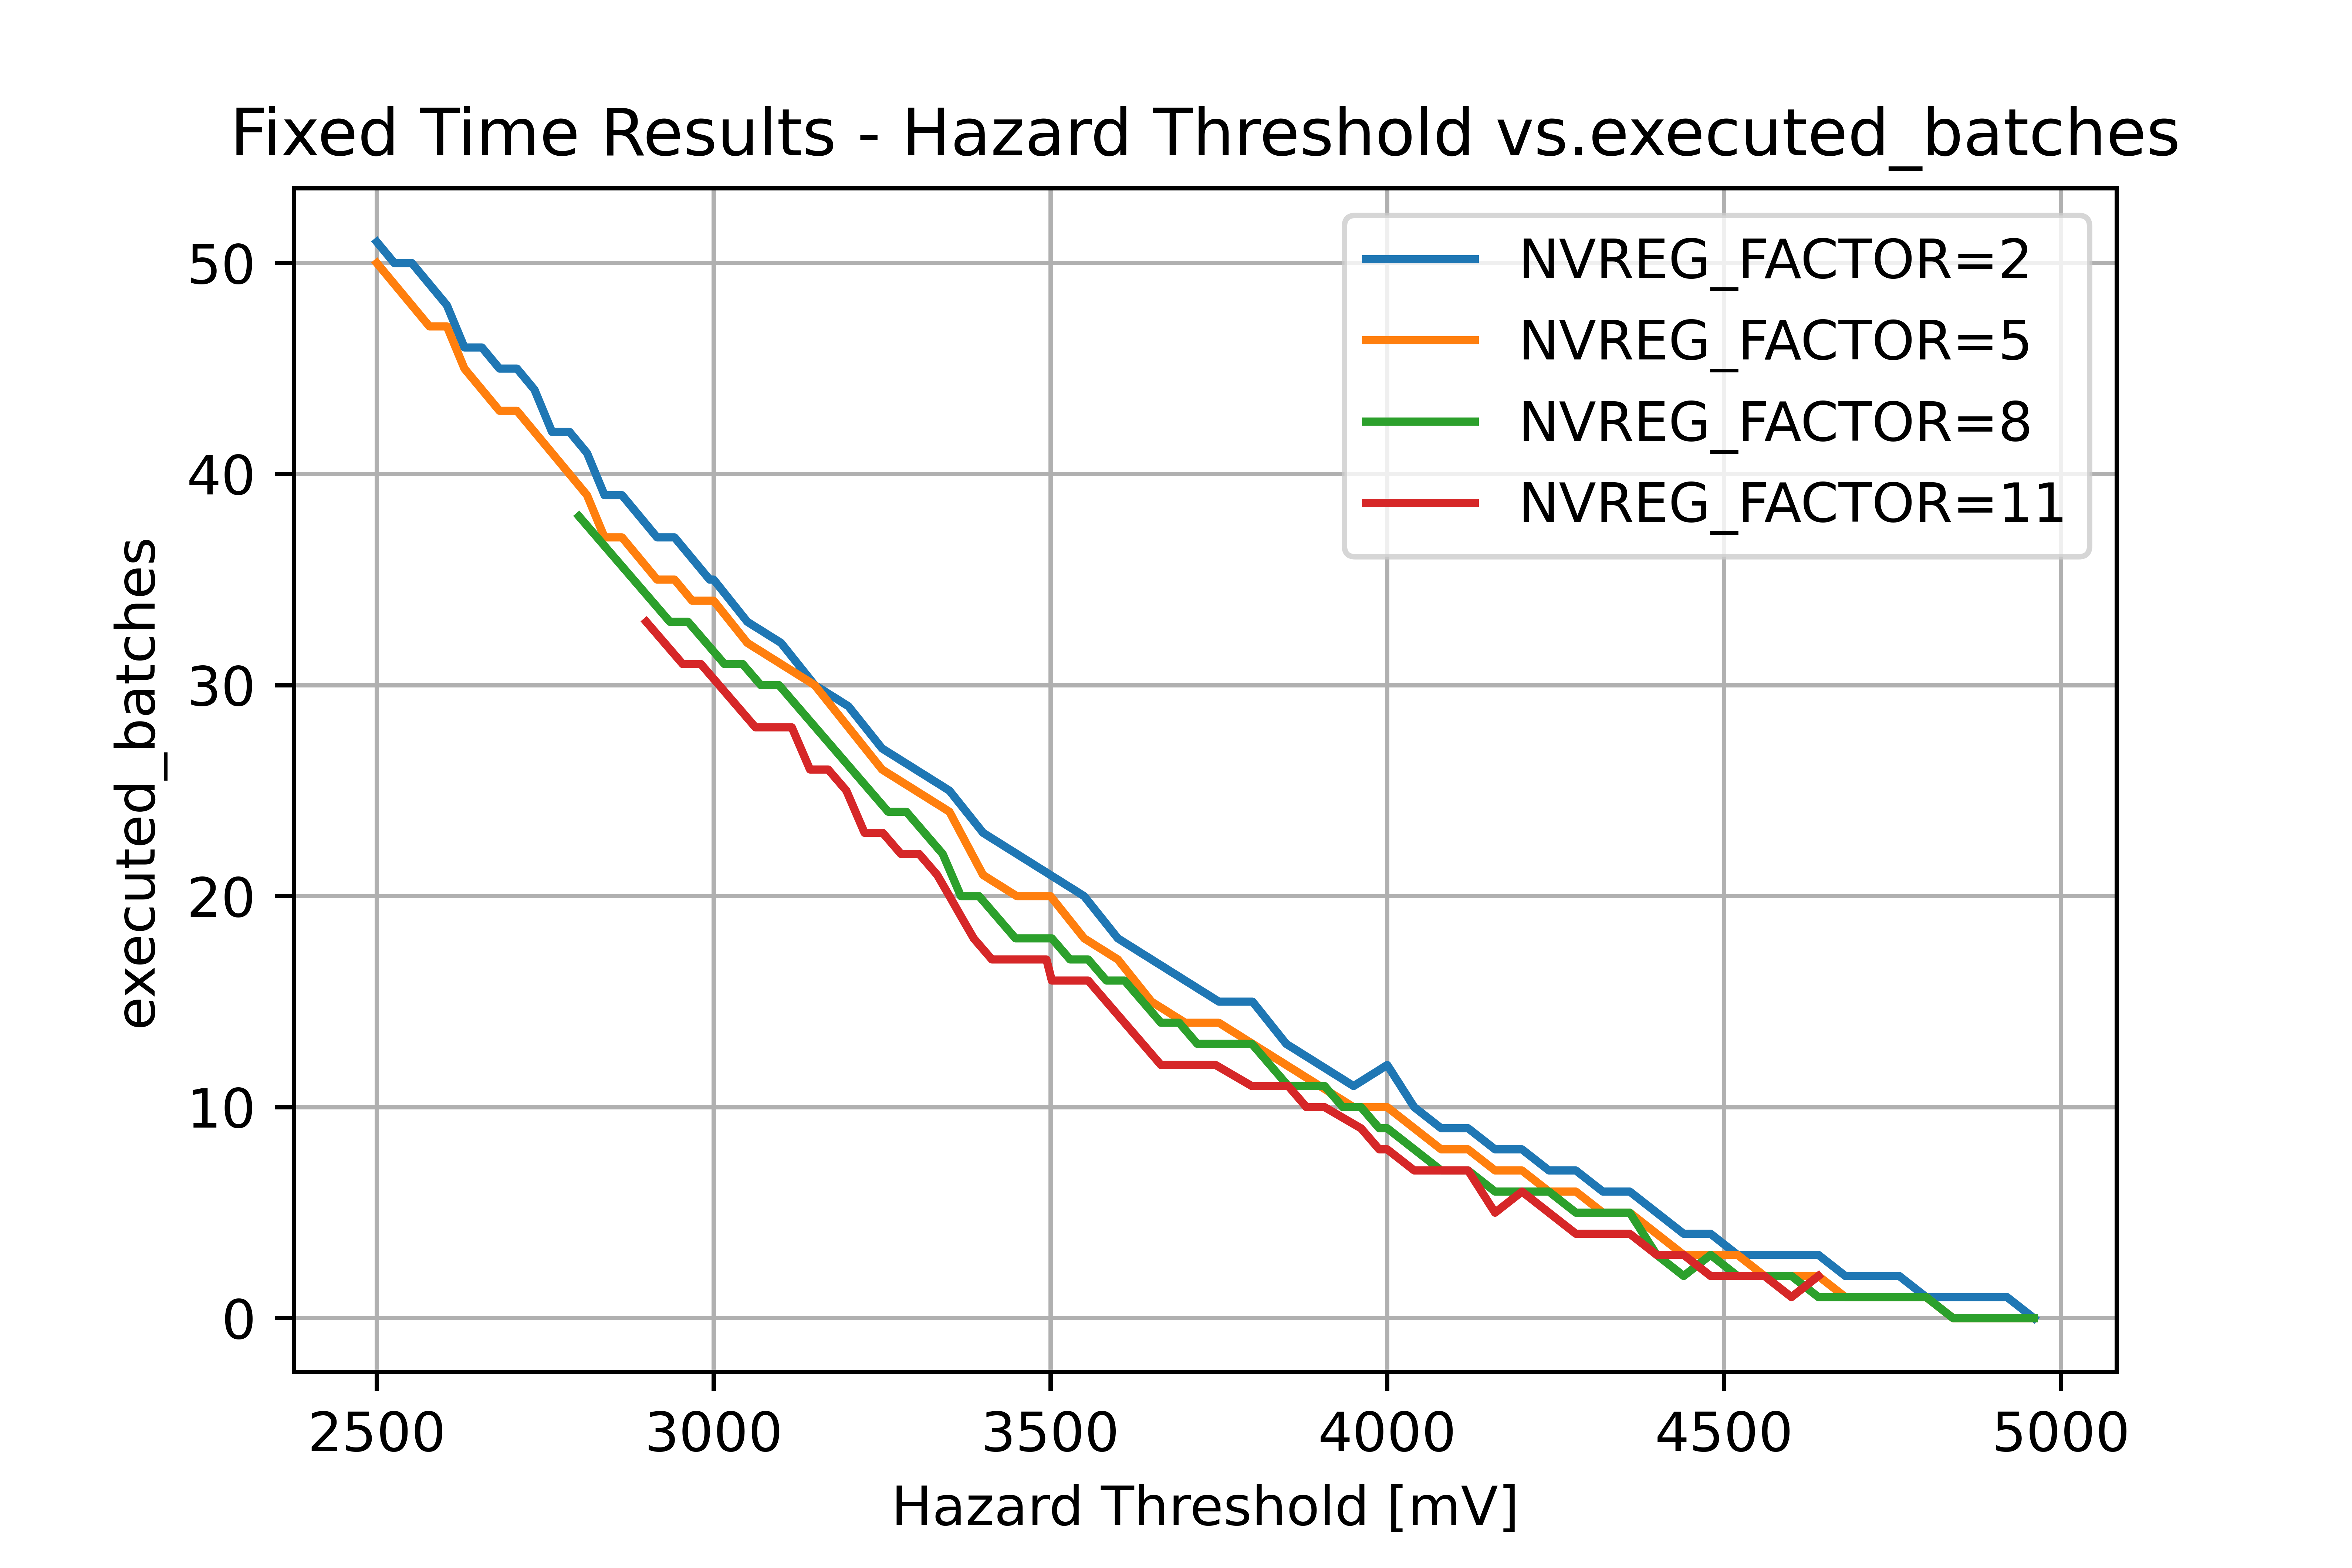 Fixed Time Results - Hazard Threshold vs.executed_batches
NVREG_FACTOR=2
NVREG_FACTOR=5
NVREG_FACTOR=8
NVREG_FACTOR=11
executed_batches
50
40
30
20
10
0
2500 3000 3500 4000 4500 5000
Hazard Threshold [mV]